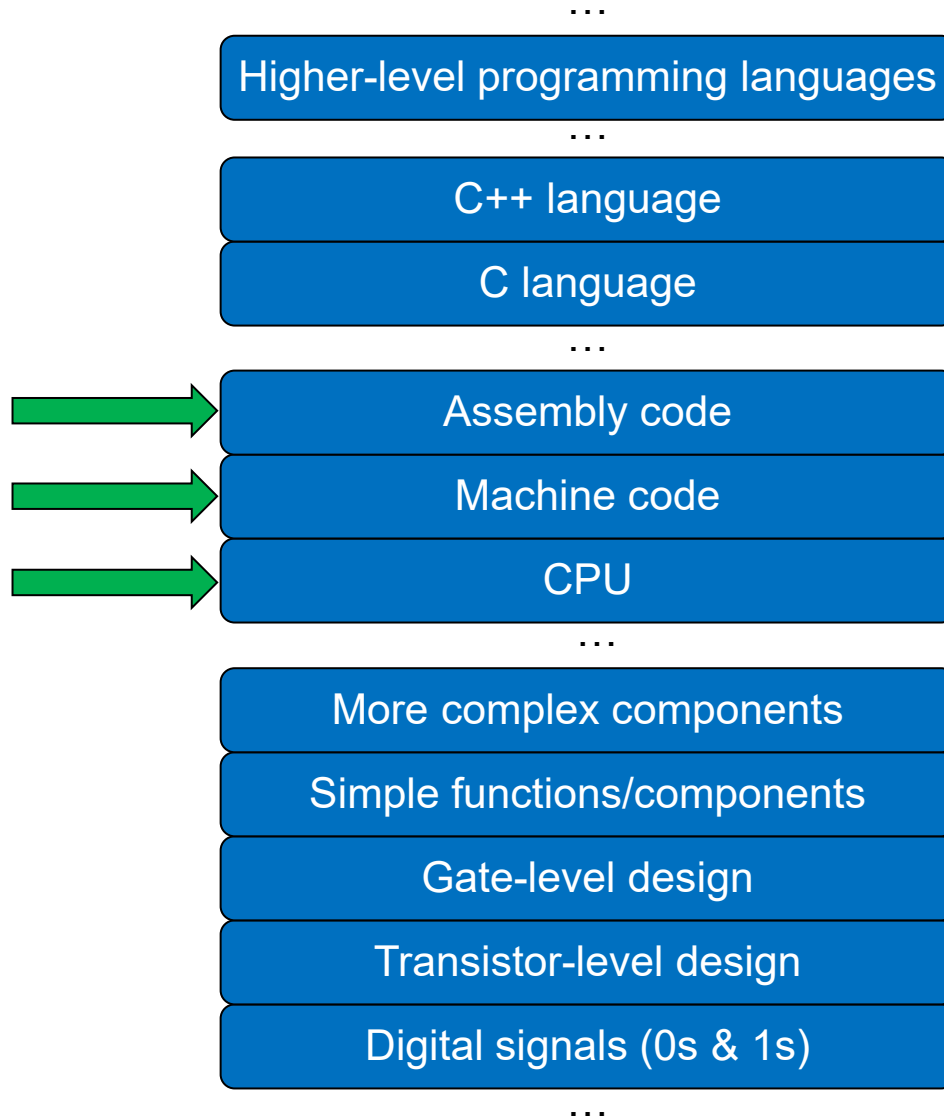 ...
Higher-level programming languages
...
C++ language
C language
...
Assembly code
Machine code
CPU
...
More complex components
Simple functions/components
Gate-level design
Transistor-level design
Digital signals (0s & 1s)
...